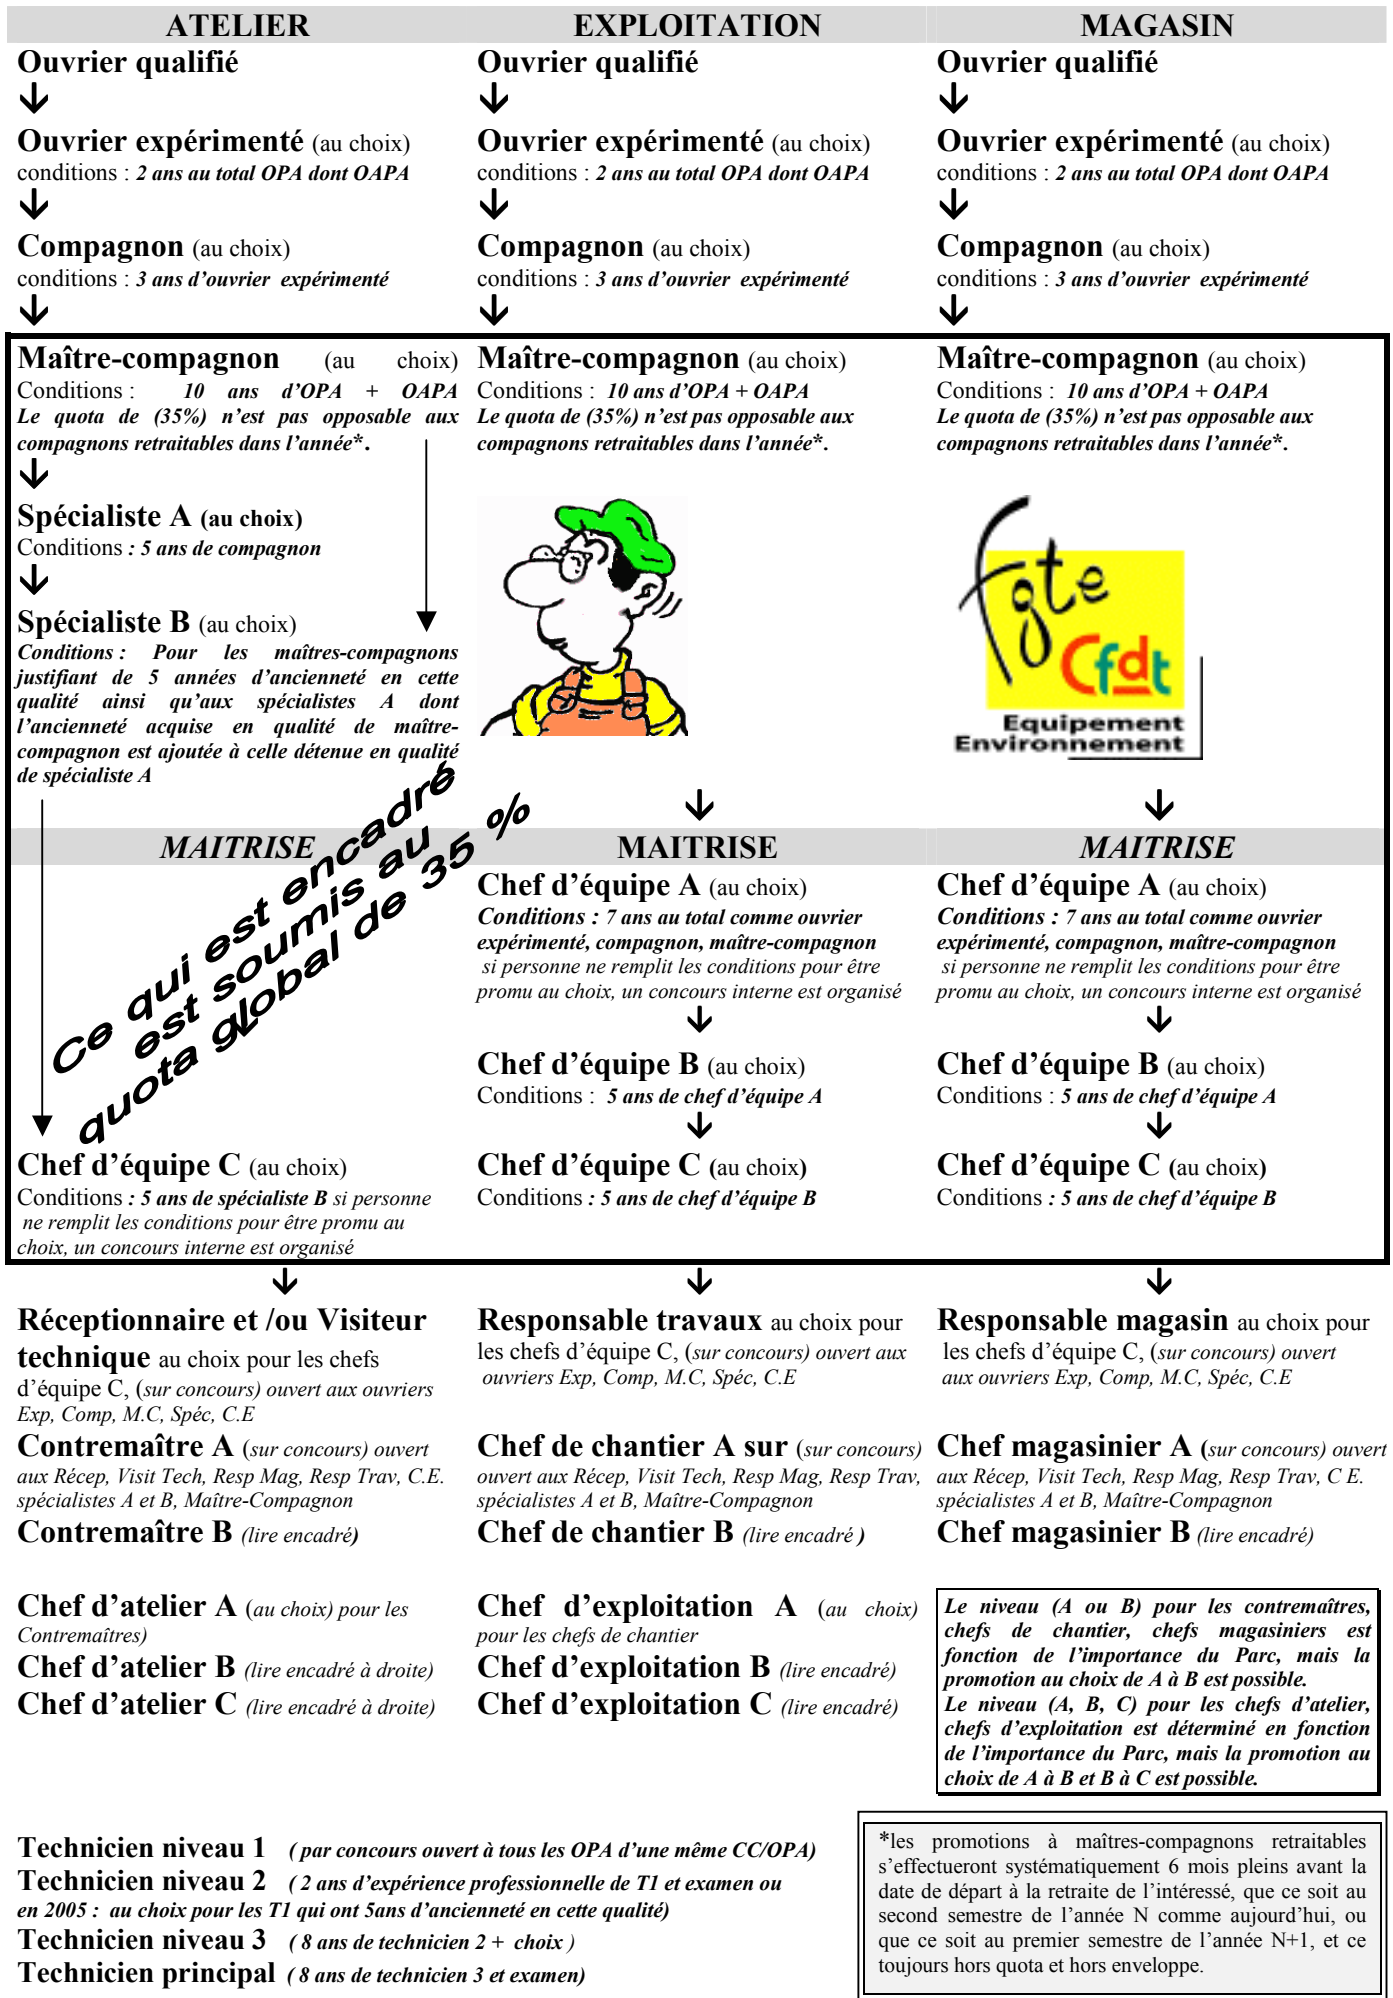 ATELIER
Ouvrier qualifié
Ouvrier expérimenté (au choix)
conditions : 2 ans au total OPA dont OAPA
Compagnon (au choix)
conditions : 3 ans d’ouvrier expérimenté
Maître-compagnon (au choix)
Conditions : 10 ans d’OPA + OAPA
Le quota de (35%) n’est pas opposable aux
compagnons retraitables dans l’année*.
Spécialiste A (au choix)
Conditions : 5 ans de compagnon
Spécialiste B (au choix)
Conditions : Pour les maîtres-compagnons
justifiant de 5 années d’ancienneté en cette
qualité ainsi qu’aux spécialistes A dont
l’ancienneté acquise en qualité de maître-
compagnon est ajoutée à celle détenue en qualité
de spécialiste A
MAITRISE
Ce qui est encadré
est soumis au
quota global de 35 %
Chef d’équipe C (au choix)
Conditions : 5 ans de spécialiste B si personne
ne remplit les conditions pour être promu au
choix, un concours interne est organisé
Réceptionnaire et /ou Visiteur
technique au choix pour les chefs
d’équipe C, (sur concours) ouvert aux ouvriers
Exp, Comp, M.C, Spéc, C.E
Contremaître A (sur concours) ouvert
aux Récep, Visit Tech, Resp Mag, Resp Trav, C.E.
spécialistes A et B, Maître-Compagnon
Contremaître B (lire encadré)
Chef d’atelier A (au choix) pour les
Contremaîtres)
Chef d’atelier B (lire encadré à droite)
Chef d’atelier C (lire encadré à droite)
EXPLOITATION
Ouvrier qualifié
Ouvrier expérimenté (au choix)
conditions : 2 ans au total OPA dont OAPA
Compagnon (au choix)
conditions : 3 ans d’ouvrier expérimenté
Maître-compagnon (au choix)
Conditions : 10 ans d’OPA + OAPA
Le quota de (35%) n’est pas opposable aux
compagnons retraitables dans l’année*.
MAITRISE
Chef d’équipe A (au choix)
Conditions : 7 ans au total comme ouvrier
expérimenté, compagnon, maître-compagnon
si personne ne remplit les conditions pour être
promu au choix, un concours interne est organisé
Chef d’équipe B (au choix)
Conditions : 5 ans de chef d’équipe A
Chef d’équipe C (au choix)
Conditions : 5 ans de chef d’équipe B
Responsable travaux au choix pour
les chefs d’équipe C, (sur concours) ouvert aux
ouvriers Exp, Comp, M.C, Spéc, C.E
Chef de chantier A sur (sur concours)
ouvert aux Récep, Visit Tech, Resp Mag, Resp Trav,
spécialistes A et B, Maître-Compagnon
Chef de chantier B (lire encadré )
Chef d’exploitation A (au choix)
pour les chefs de chantier
Chef d’exploitation B (lire encadré)
Chef d’exploitation C (lire encadré)
MAGASIN
Ouvrier qualifié
Ouvrier expérimenté (au choix)
conditions : 2 ans au total OPA dont OAPA
Compagnon (au choix)
conditions : 3 ans d’ouvrier expérimenté
Maître-compagnon (au choix)
Conditions : 10 ans d’OPA + OAPA
Le quota de (35%) n’est pas opposable aux
compagnons retraitables dans l’année*.
fgte
Cfdt
Equipement
Environnement
MAITRISE
Chef d’équipe A (au choix)
Conditions : 7 ans au total comme ouvrier
expérimenté, compagnon, maître-compagnon
si personne ne remplit les conditions pour être
promu au choix, un concours interne est organisé
Chef d’équipe B (au choix)
Conditions : 5 ans de chef d’équipe A
Chef d’équipe C (au choix)
Conditions : 5 ans de chef d’équipe B
Responsable magasin au choix pour
les chefs d’équipe C, (sur concours) ouvert
aux ouvriers Exp, Comp, M.C, Spéc, C.E
Chef magasinier A (sur concours) ouvert
aux Récep, Visit Tech, Resp Mag, Resp Trav, C E.
spécialistes A et B, Maître-Compagnon
Chef magasinier B (lire encadré)
Le niveau (A ou B) pour les contremaîtres,
chefs de chantier, chefs magasiniers est
fonction de l’importance du Parc, mais la
promotion au choix de A à B est possible.
Le niveau (A, B, C) pour les chefs d’atelier,
chefs d’exploitation est déterminé en fonction
de l’importance du Parc, mais la promotion au
choix de A à B et B à C est possible.
Technicien niveau 1 ( par concours ouvert à tous les OPA d’une même CC/OPA)
Technicien niveau 2 ( 2 ans d’expérience professionnelle de T1 et examen ou
en 2005 : au choix pour les T1 qui ont 5ans d’ancienneté en cette qualité)
Technicien niveau 3 ( 8 ans de technicien 2 + choix )
Technicien principal ( 8 ans de technicien 3 et examen)
*les promotions à maîtres-compagnons retraitables
s’effectueront systématiquement 6 mois pleins avant la
date de départ à la retraite de l’intéressé, que ce soit au
second semestre de l’année N comme aujourd’hui, ou
que ce soit au premier semestre de l’année N+1, et ce
toujours hors quota et hors enveloppe.